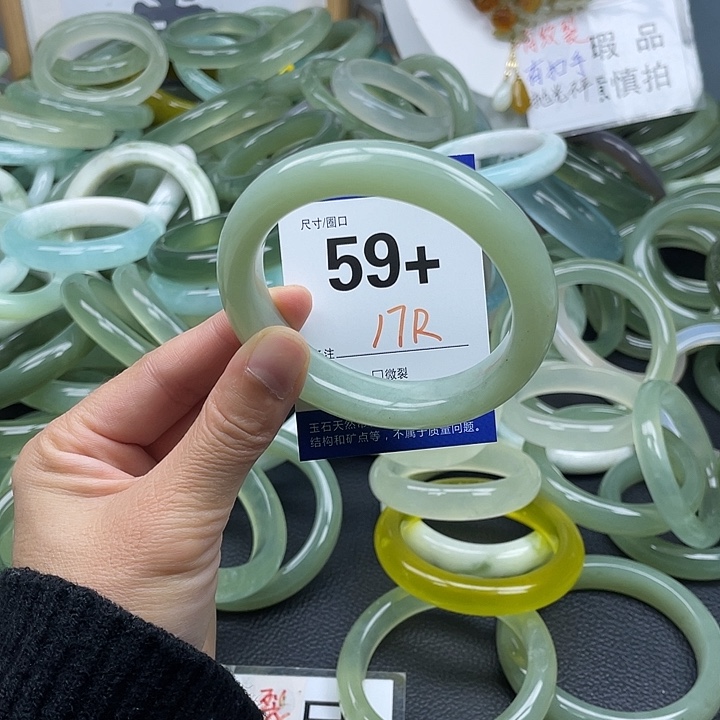 瑕品
慎拍
尺寸/圈口
59+
17R
注
口微裂
玉石天然
结构和矿点等，不属于质量问题。
裂